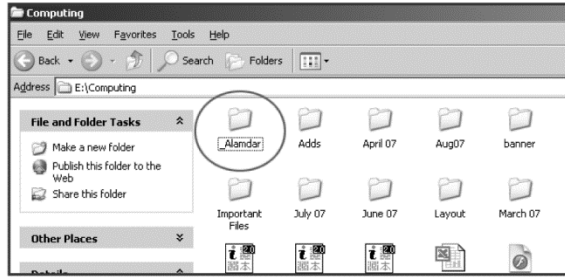 Computing
File Edit View Favorites Tools Help
Back Search Folders
Address E:\Computing
File and Folder Tasks
Make a new folder
Publish this folder to the
Web
Share this folder
Other Places
Details
_Alamdar Adds April 07 Aug07 banner
Important July 07 June 07 Layout March 07
Files